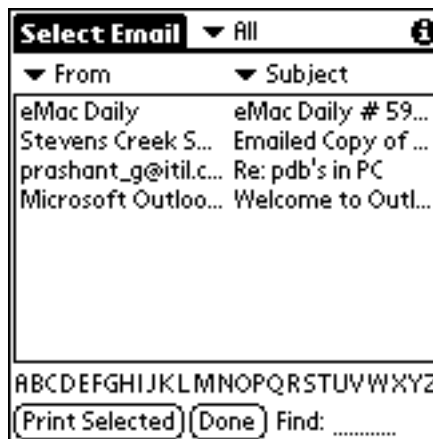 Select Email All
From Subject
eMac Daily eMac Daily # 59...
Stevens Creek S... Emailed Copy of ...
prashant_g@itil.c... Re: pdb's in PC
Microsoft Outloo... Welcome to Outl...
ABCDEFGHIJKLMNOPQRSTUVWXYZ
Print Selected Done Find: